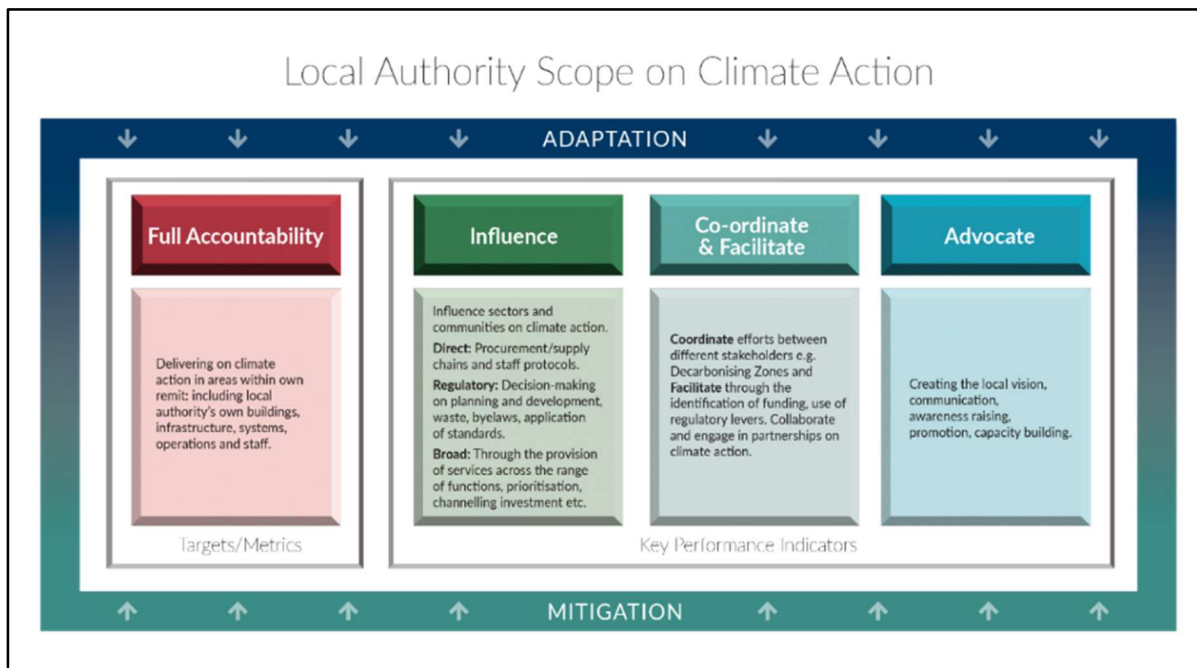 Local Authority Scope on Climate Action
ADAPTATION
Full Accountability
Delivering on climate
action in areas within own
remit: including local
authority's own buildings,
infrastructure, systems,
operations and staff.
Targets/Metrics
Influence
Influence sectors and
communities on climate action.
Direct: Procurement/supply
chains and staff protocols.
Regulatory: Decision-making
on planning and development,
waste, byelaws, application
of standards.
Broad: Through the provision
of services across the range
of functions, prioritisation,
channelling investment etc.
Co-ordinate
& Facilitate
Coordinate efforts between
different stakeholders e.g.
Decarbonising Zones and
Facilitate through the
identification of funding, use of
regulatory levers. Collaborate
and engage in partnerships on
climate action.
Advocate
Creating the local vision,
communication,
awareness raising,
promotion, capacity building.
Key Performance Indicators
MITIGATION